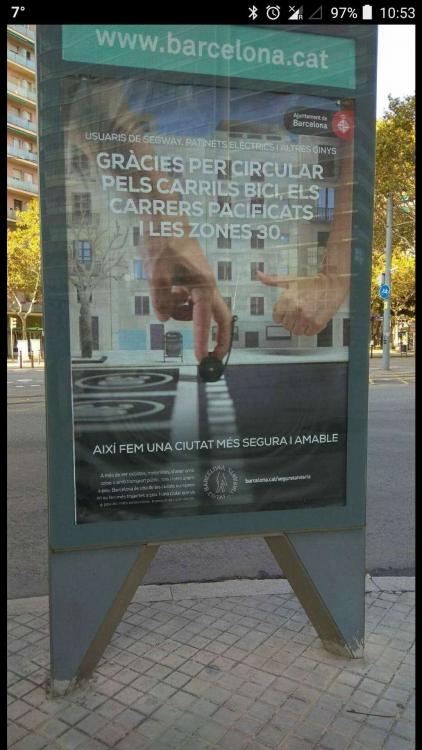 7°
97%
10:53
www.barcelona.cat
Ajuntament de
Barcelona
USUARIS DE SEGWAY, PATINETS ELÈCTRICS I ALTRES GINYS
GRÀCIES PER CIRCULAR
PELS CARRILS BICI, ELS
CARRERS PACIFICATS
I LES ZONES 30.
AIXÍ FEM UNA CIUTAT MÉS SEGURA I AMABLE
barcelona.cat/seguretatviaria